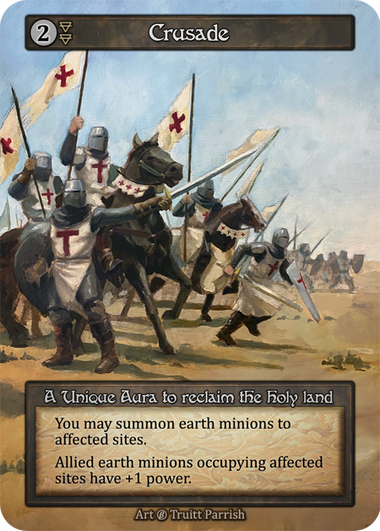 2 Crusade
A Unique Aura to reclaim the Holy land
You may summon earth minions to
affected sites.
Allied earth minions occupying affected
sites have +1 power.
Art @ Truitt Parrish